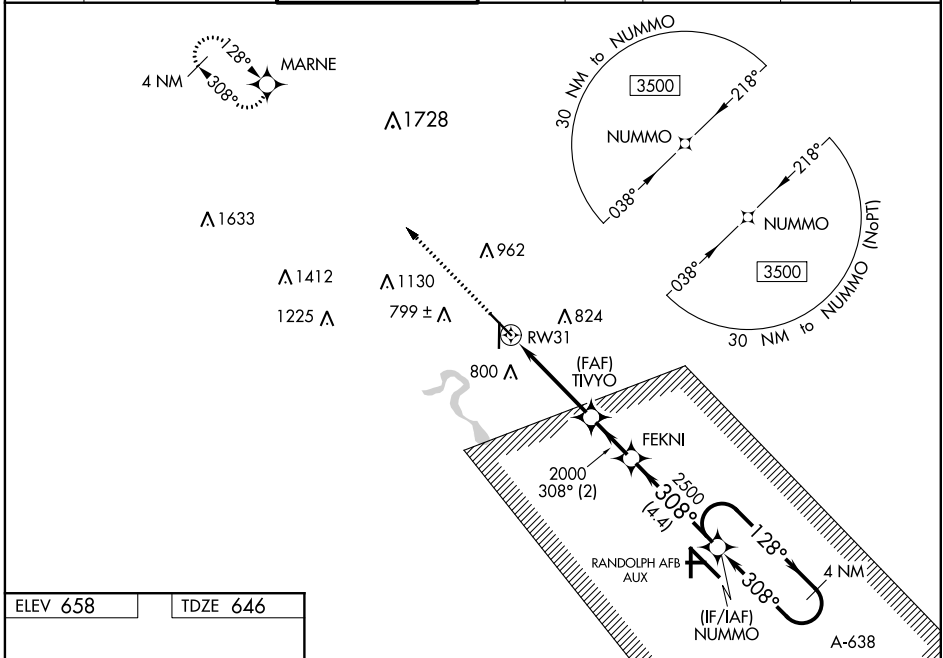 MARNE
128°
308°
4 NM
1728
1633
1412
1225
1130
799 ±
962
824
800
30 NM to NUMMO
3500
218°
NUMMO
038°
218°
NUMMO
038°
3500
30 NM to NUMMO (NoPT)
RW31
(FAF)
TIVYO
FEKNI
2000
308° (2)
2500
308°
(4.4)
128°
308°
4 NM
RANDOLPH AFB
AUX
(IF/IAF)
NUMMO
A-638
ELEV 658
TDZE 646